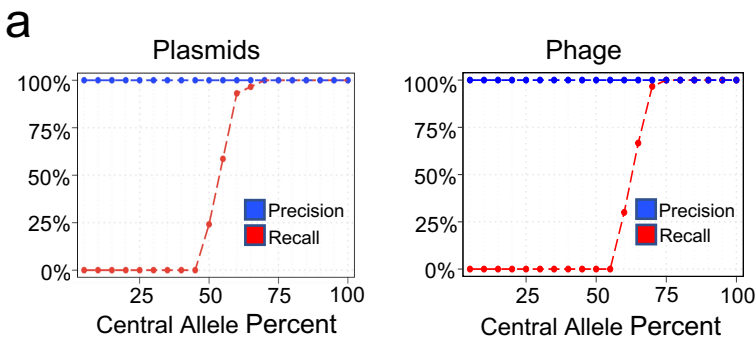 a
Plasmids
100%
75%
50%
25%
0%
Precision
Recall
25 50 75 100
Central Allele Percent
Phage
100%
75%
50%
25%
0%
Precision
Recall
25 50 75 100
Central Allele Percent